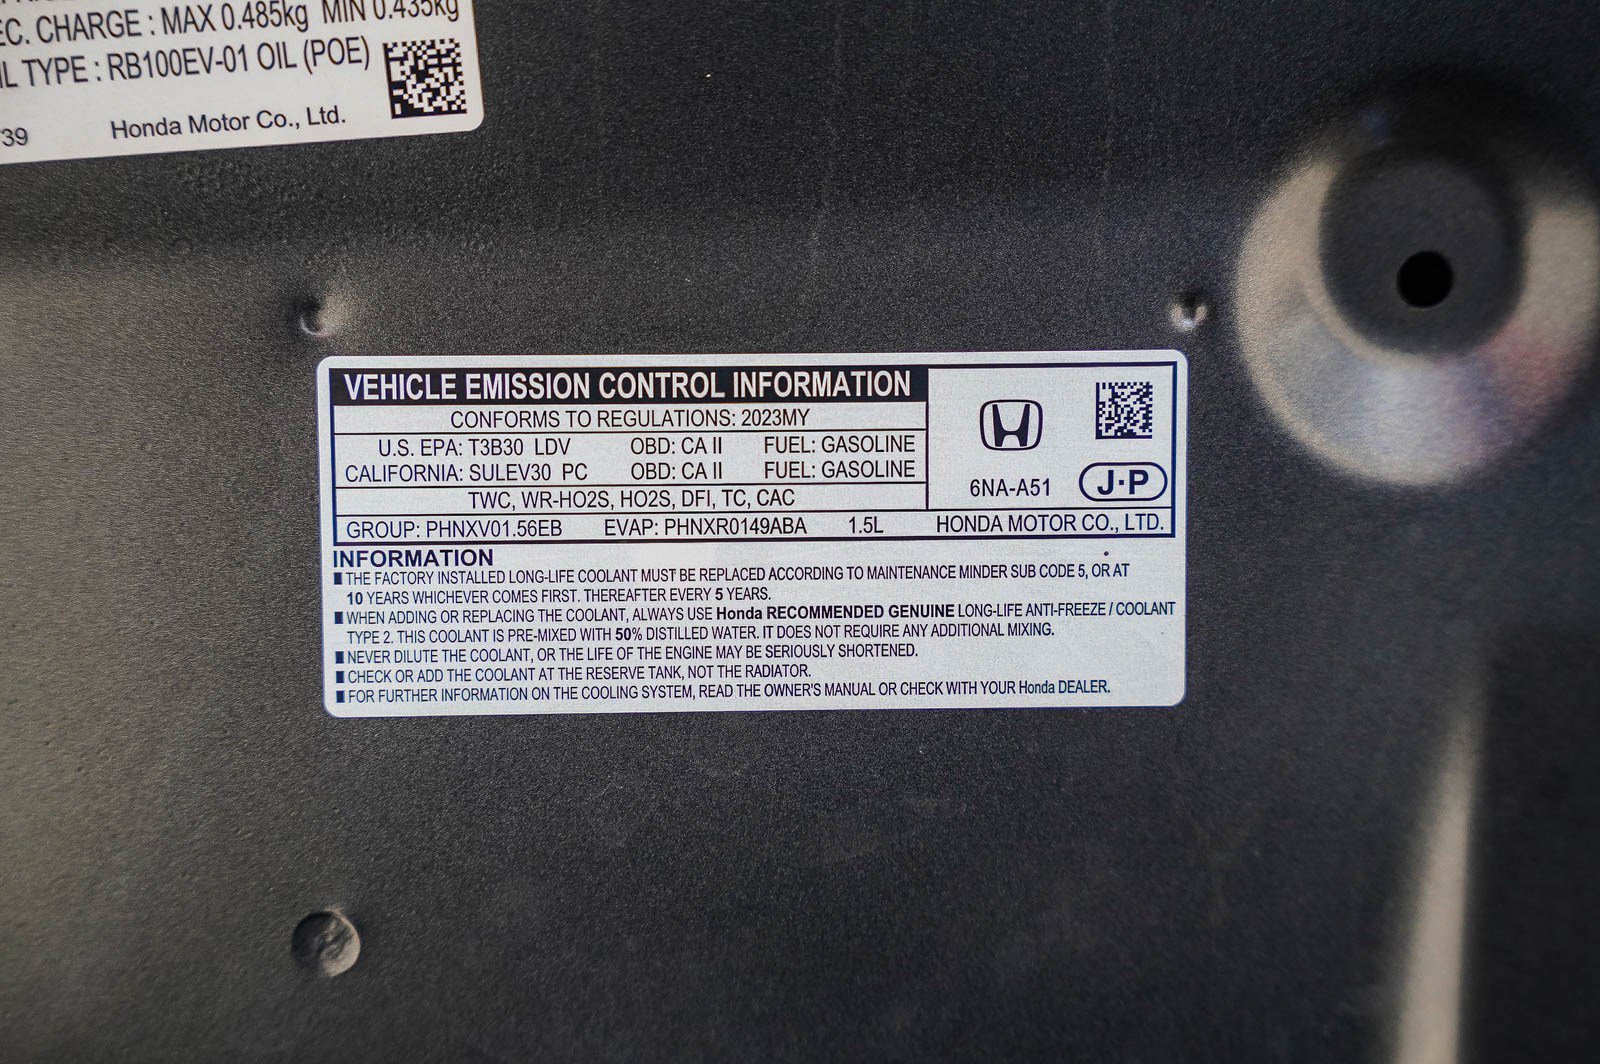 CHARGE : MAX 0.485kg MIN 0.435kg
TYPE : RB100EV-01 OIL (POE)
39 Honda Motor Co., Ltd.
VEHICLE EMISSION CONTROL INFORMATION
CONFORMS TO REGULATIONS: 2023MY
U.S. EPA: T3B30 LDV OBD: CA II FUEL: GASOLINE
CALIFORNIA: SULEV30 PC OBD: CA II FUEL: GASOLINE
TWC, WR-HO2S, HO2S, DFI, TC, CAC
6NA-A51 J·P
GROUP: PHNXV01.56EB EVAP: PHNXR0149ABA 1.5L HONDA MOTOR CO., LTD.
INFORMATION
■ THE FACTORY INSTALLED LONG-LIFE COOLANT MUST BE REPLACED ACCORDING TO MAINTENANCE MINDER SUB CODE 5, OR AT
10 YEARS WHICHEVER COMES FIRST. THEREAFTER EVERY 5 YEARS.
■ WHEN ADDING OR REPLACING THE COOLANT, ALWAYS USE Honda RECOMMENDED GENUINE LONG-LIFE ANTI-FREEZE / COOLANT
TYPE 2. THIS COOLANT IS PRE-MIXED WITH 50% DISTILLED WATER. IT DOES NOT REQUIRE ANY ADDITIONAL MIXING.
■ NEVER DILUTE THE COOLANT, OR THE LIFE OF THE ENGINE MAY BE SERIOUSLY SHORTENED.
■ CHECK OR ADD THE COOLANT AT THE RESERVE TANK, NOT THE RADIATOR.
■ FOR FURTHER INFORMATION ON THE COOLING SYSTEM, READ THE OWNER'S MANUAL OR CHECK WITH YOUR Honda DEALER.